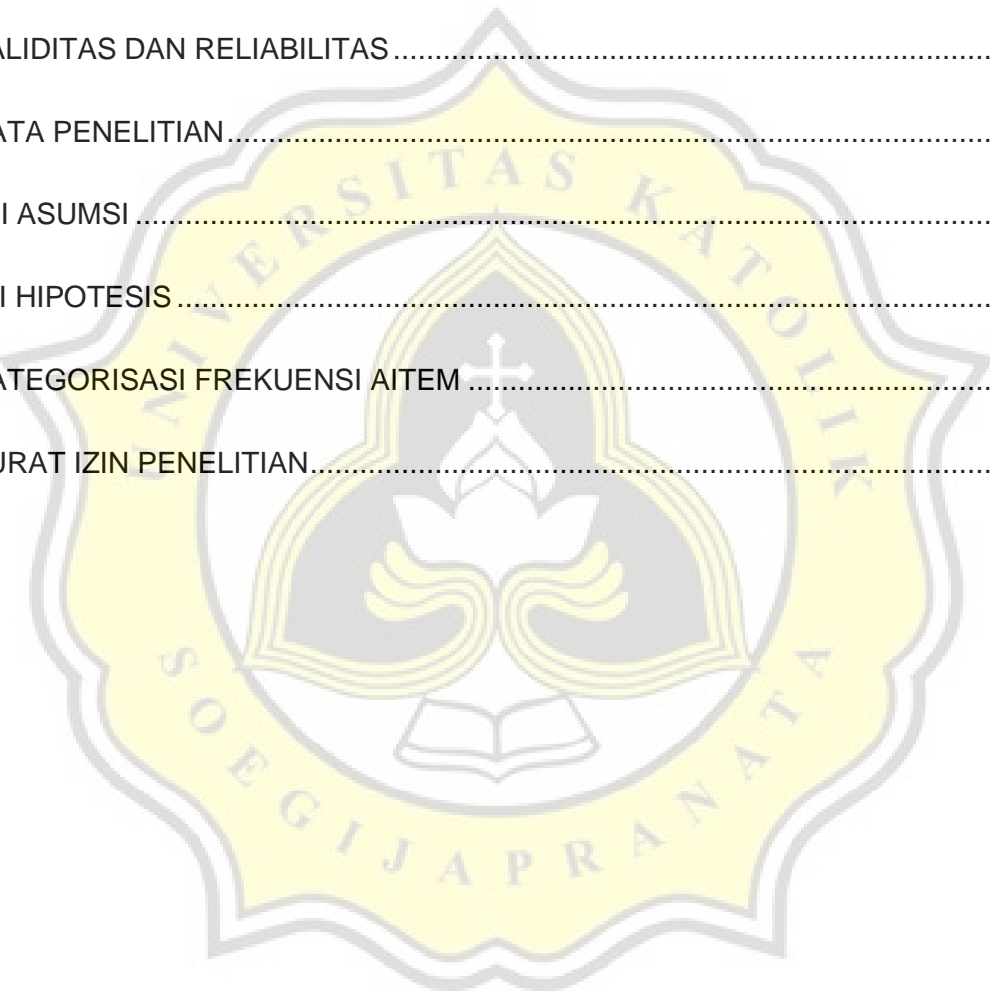 ALIDITAS DAN RELIABILITAS ........................................................................
ATA PENELITIAN ........................................................................
I ASUMSI ........................................................................
I HIPOTESIS ........................................................................
ATEGORISASI FREKUENSI AITEM ........................................................................
URAT IZIN PENELITIAN ........................................................................
UNIVERSITAS KATOLIK
SOEGIJAPRANATA